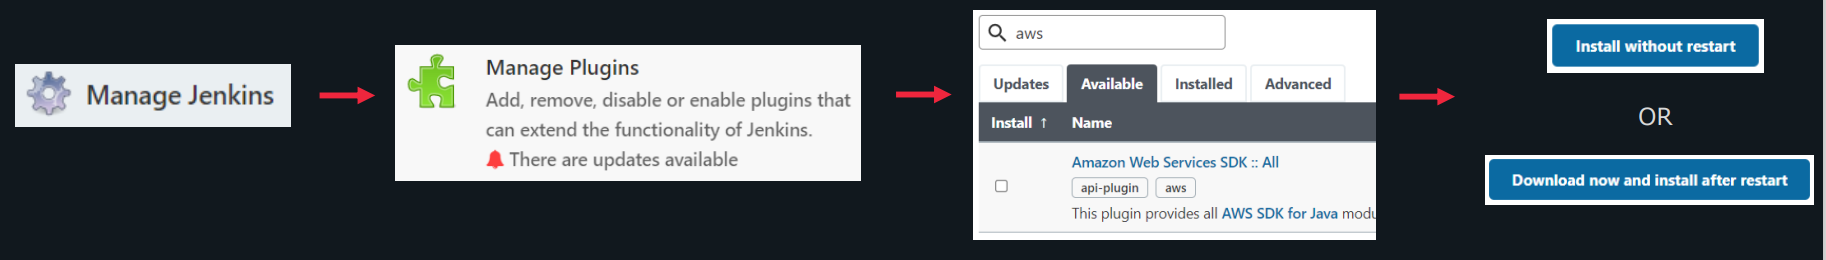 Manage Jenkins
Manage Plugins
Add, remove, disable or enable plugins that
can extend the functionality of Jenkins.
There are updates available
aws
Updates Available Installed Advanced
Install ↑ Name
Amazon Web Services SDK :: All
api-plugin aws
This plugin provides all AWS SDK for Java modu
Install without restart
OR
Download now and install after restart